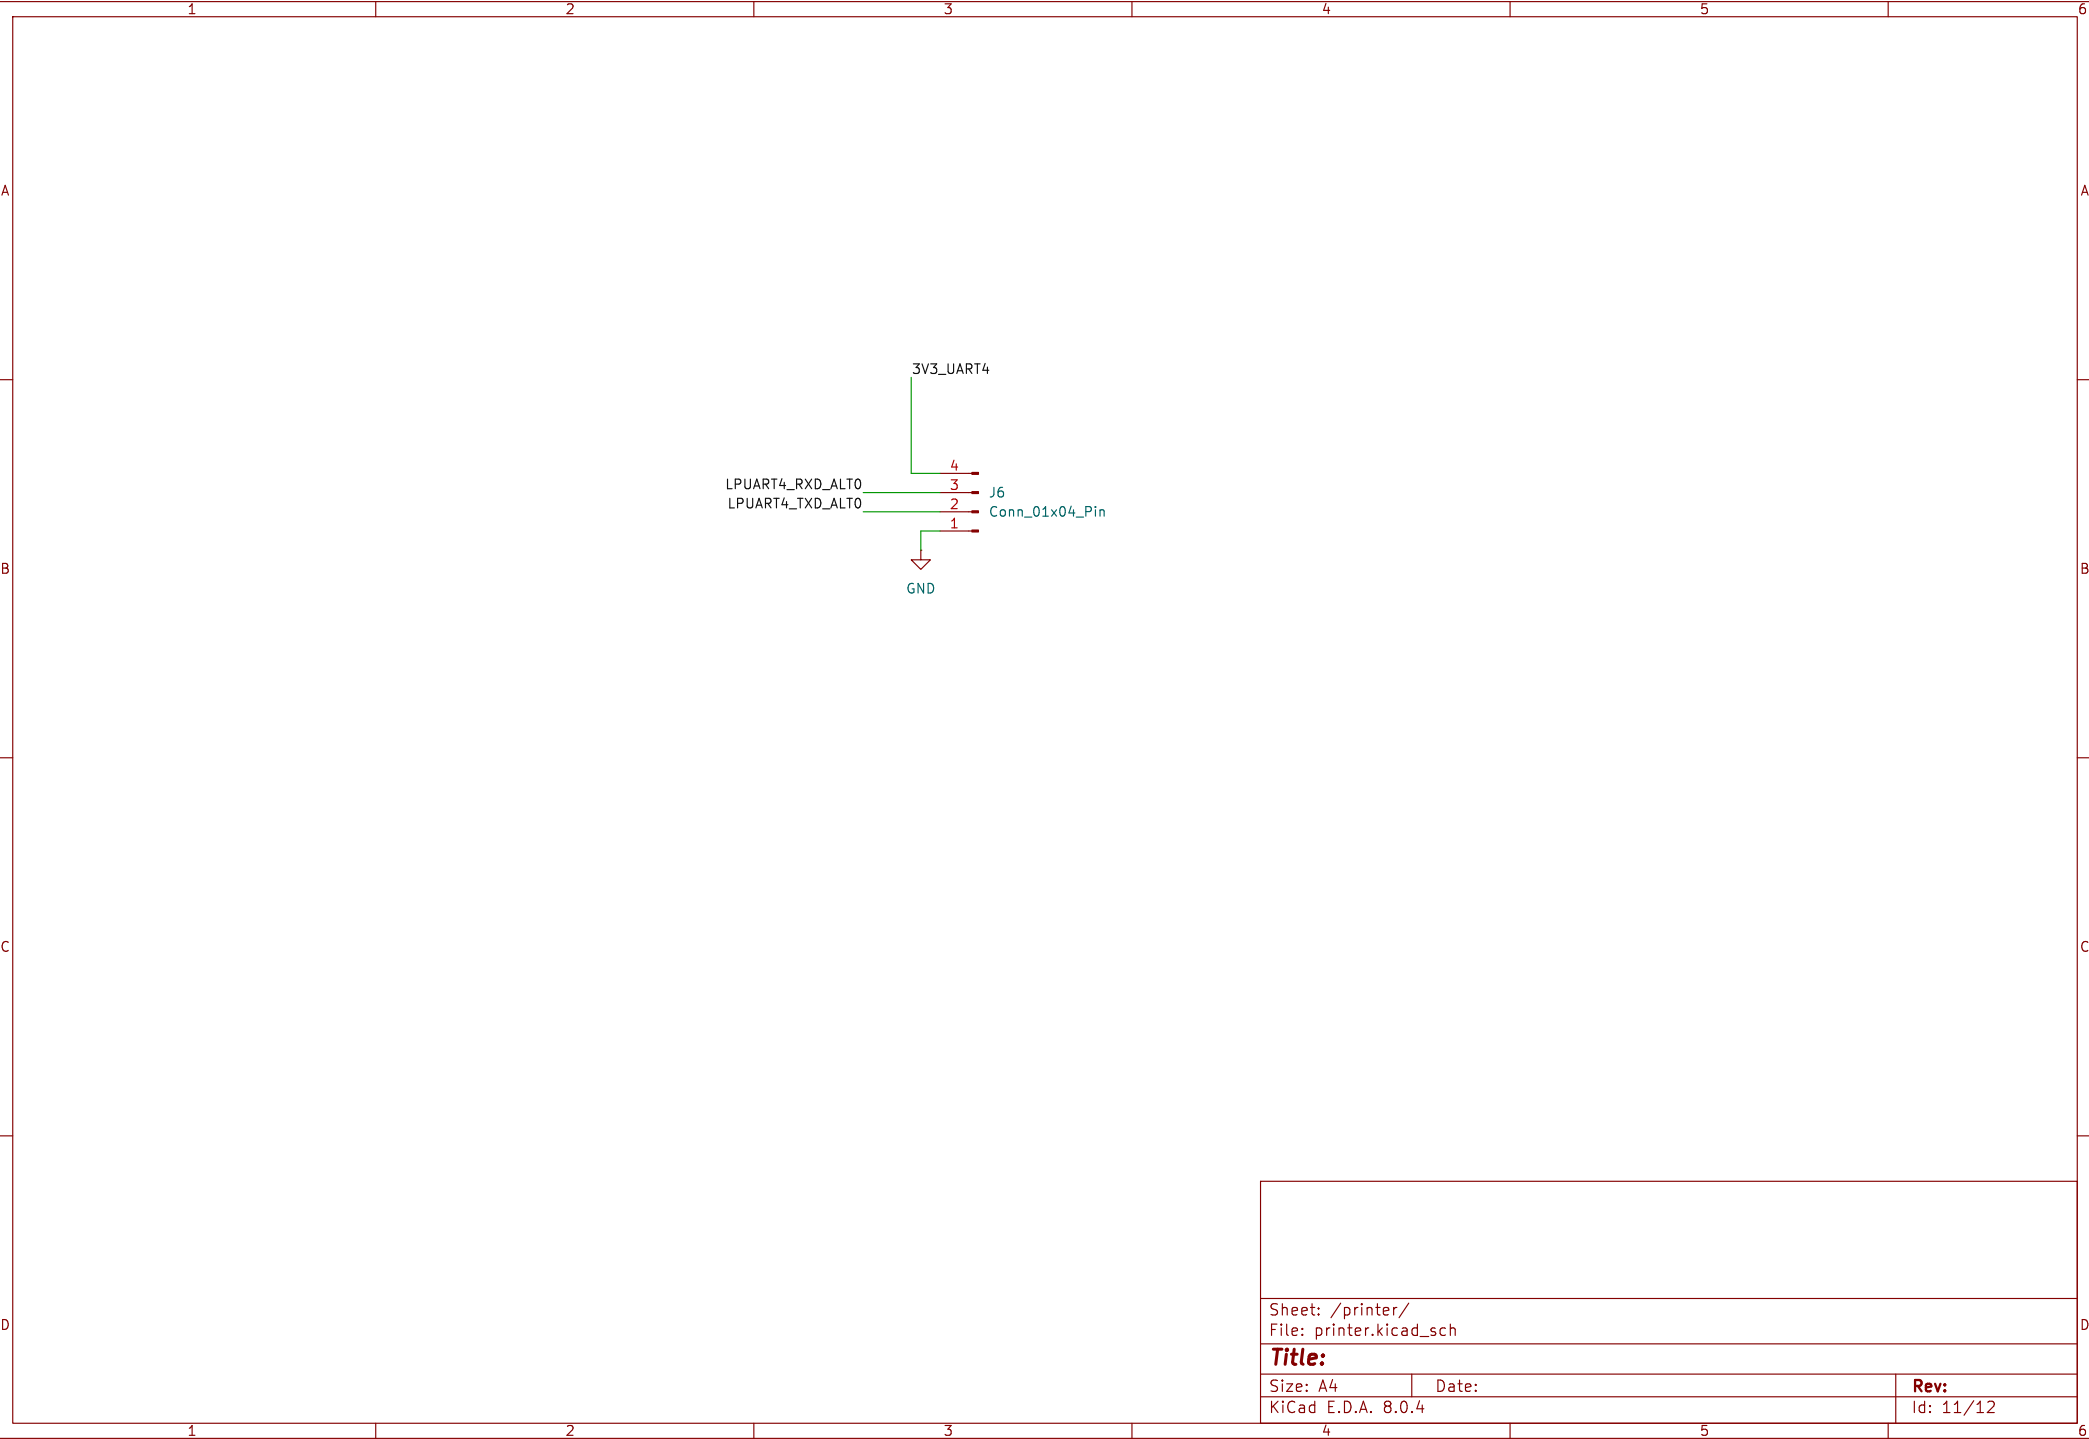 1 2 3 4 5 6
A A
3V3_UART4
4
LPUART4_RXD_ALT0 3 J6
LPUART4_TXD_ALT0 2 Conn_01x04_Pin
1
B B
GND
C C
Sheet: /printer/
File: printer.kicad_sch
D D
Title:
Size: A4 Date: Rev:
KiCad E.D.A. 8.0.4 Id: 11/12
1 2 3 4 5 6